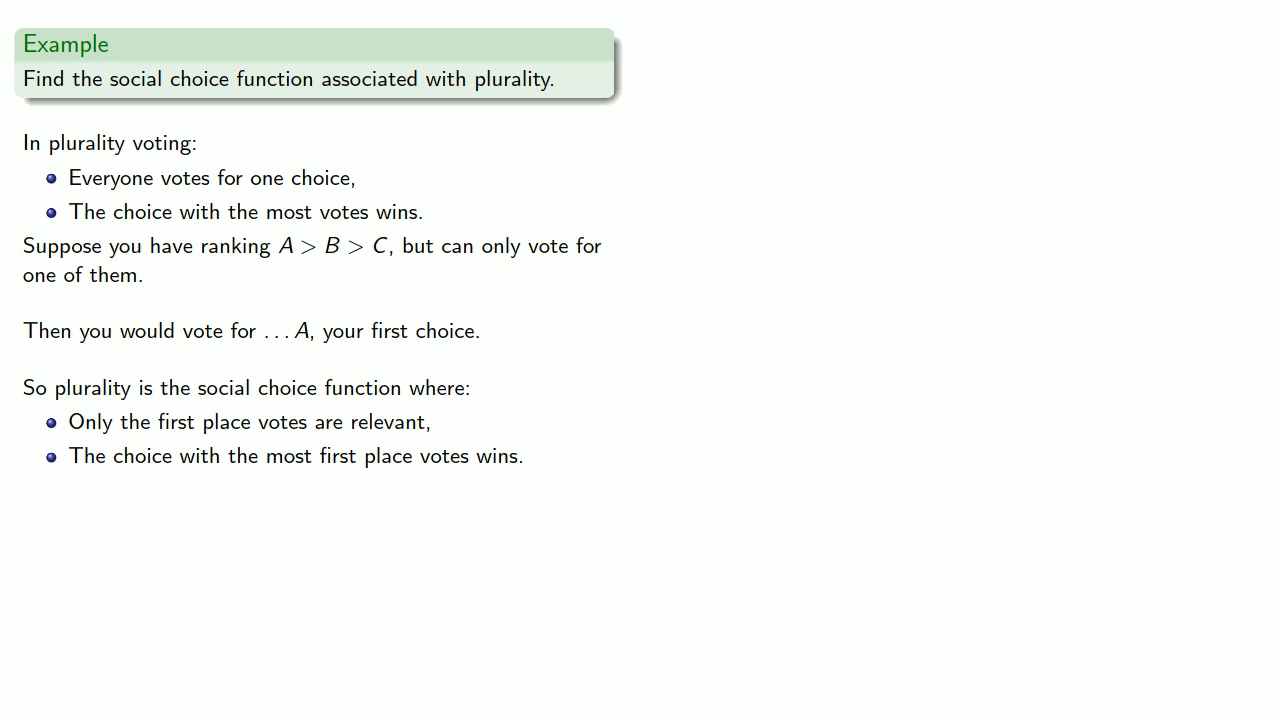 Example
Find the social choice function associated with plurality.
In plurality voting:
Everyone votes for one choice,
The choice with the most votes wins.
Suppose you have ranking A > B > C, but can only vote for
one of them.
Then you would vote for ... A, your first choice.
So plurality is the social choice function where:
Only the first place votes are relevant,
The choice with the most first place votes wins.